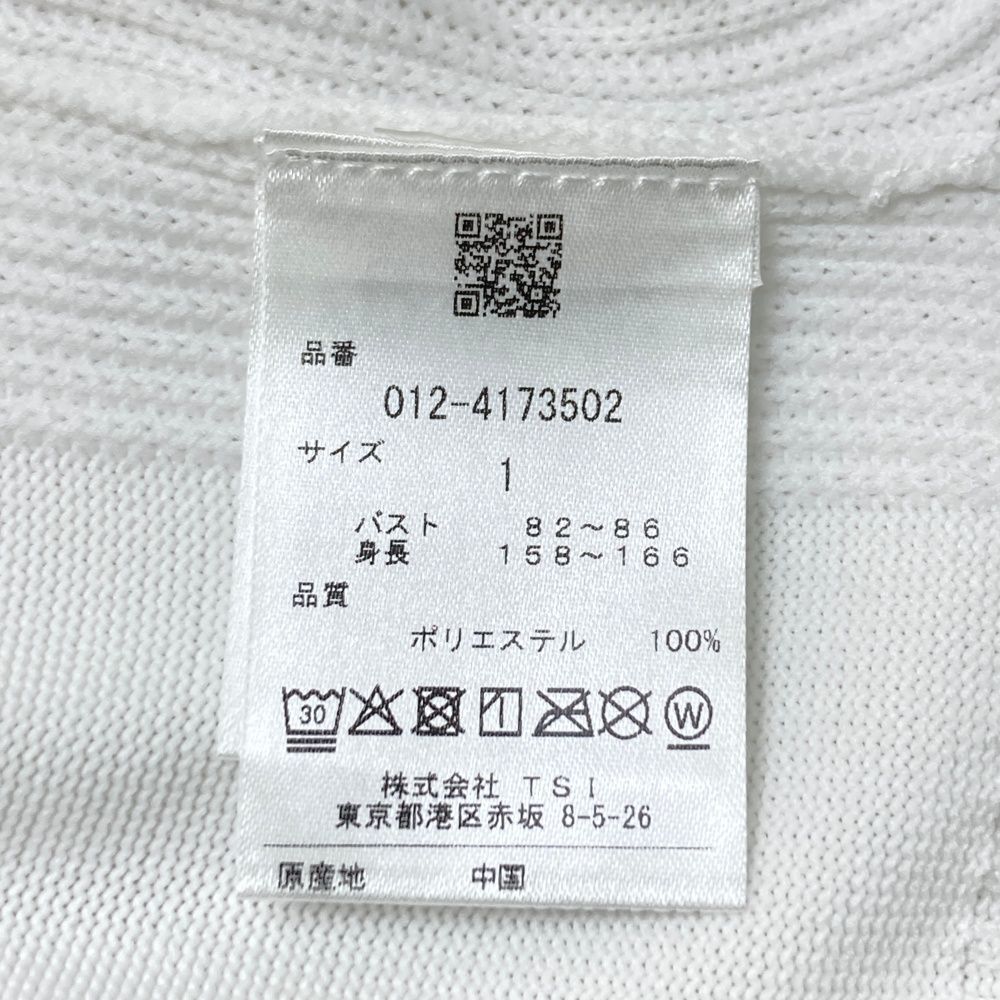 品番
012-4173502
サイズ
1
バスト 82～86
身長 158～166
品質
ポリエステル 100%
30
W
株式会社 TSI
東京都港区赤坂 8-5-26
原産地 中国